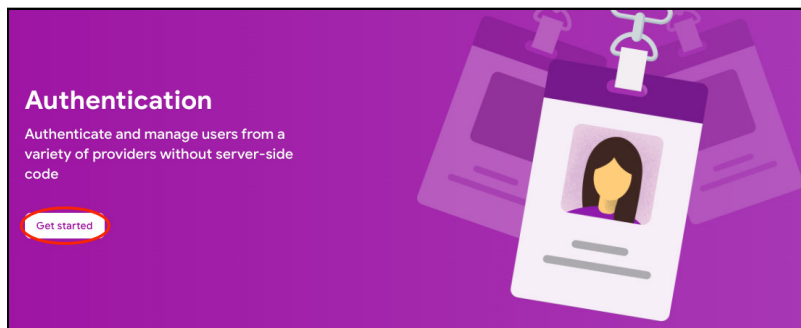 Authentication
Authenticate and manage users from a
variety of providers without server-side
code
Get started